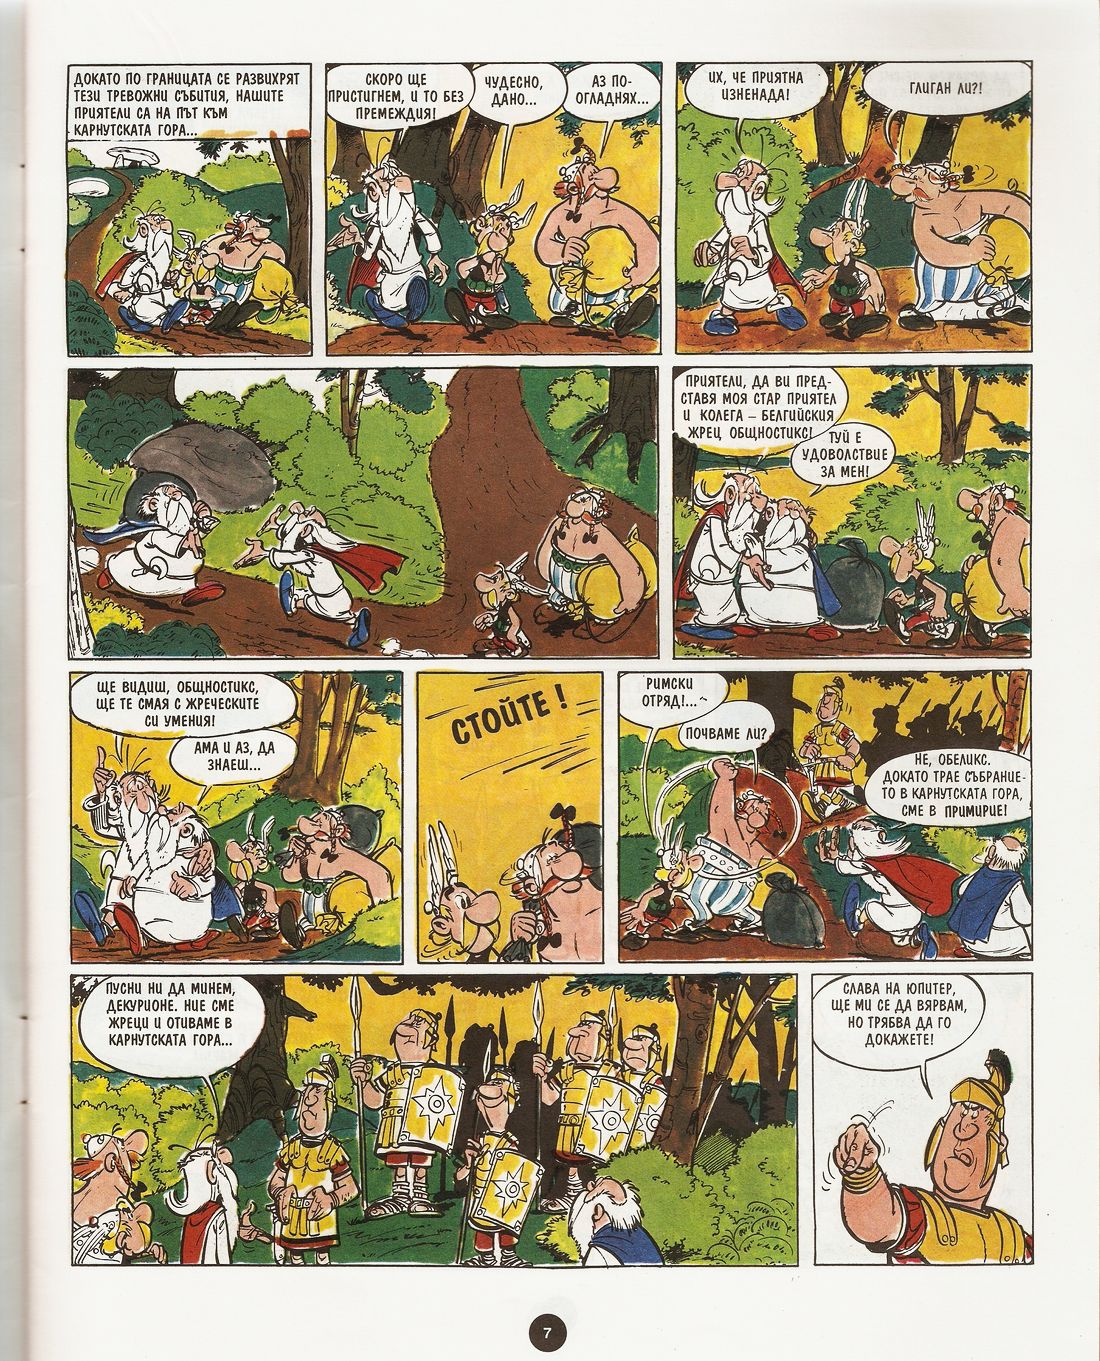 ДОКАТО ПО ГРАНИЦАТА СЕ РАЗВИХРЯТ
ТЕЗИ ТРЕВОЖНИ СЪБИТИЯ, НАШИТЕ
ПРИЯТЕЛИ СА НА ПЪТ КЪМ
КАРНУТСКАТА ГОРА...
СКОРО ЩЕ
ПРИСТИГНЕМ, И ТО БЕЗ
ПРЕМЕЖДИЯ!
ЧУДЕСНО,
ДАНО...
АЗ ПО-
ОГЛАДНЯХ...
ИХ, ЧЕ ПРИЯТНА
ИЗНЕНАДА!
ГЛИГАН ЛИ?!
ПРИЯТЕЛИ, ДА ВИ ПРЕД-
СТАВЯ МОЯ СТАР ПРИЯТЕЛ
И КОЛЕГА – БЕЛГИЙСКИЯ
ЖРЕЦ ОБЩНОСТИКС!
ТУЙ Е
УДОВОЛСТВИЕ
ЗА МЕН!
ЩЕ ВИДИШ, ОБЩНОСТИКС,
ЩЕ ТЕ СМАЯ С ЖРЕЧЕСКИТЕ
СИ УМЕНИЯ!
АМА И АЗ, ДА
ЗНАЕШ...
СТОЙТЕ!
РИМСКИ
ОТРЯД!...
ПОЧВАМЕ ЛИ?
НЕ, ОБЕЛИКС.
ДОКАТО ТРАЕ СЪБРАНИЕ-
ТО В КАРНУТСКАТА ГОРА,
СМЕ В ПРИМИРИЕ!
ПУСНИ НИ ДА МИНЕМ,
ДЕКУРИОНЕ. НИЕ СМЕ
ЖРЕЦИ И ОТИВАМЕ В
КАРНУТСКАТА ГОРА...
СЛАВА НА ЮПИТЕР,
ЩЕ МИ СЕ ДА ВЯРВАМ,
НО ТРЯБВА ДА ГО
ДОКАЖЕТЕ!
7